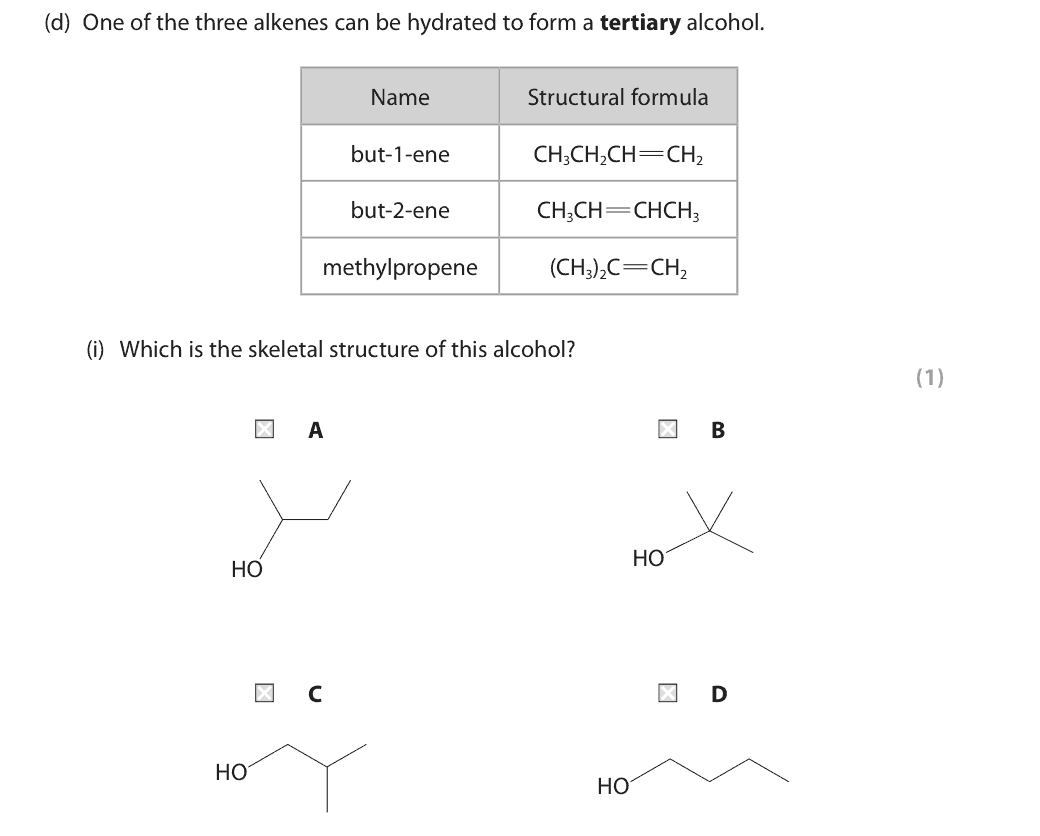 (d) One of the three alkenes can be hydrated to form a tertiary alcohol.
Name Structural formula
but-1-ene CH₃CH₂CH=CH₂
but-2-ene CH₃CH=CHCH₃
methylpropene (CH₃)₂C=CH₂
(i) Which is the skeletal structure of this alcohol?
(1)
A B
HO HO
C D
HO HO